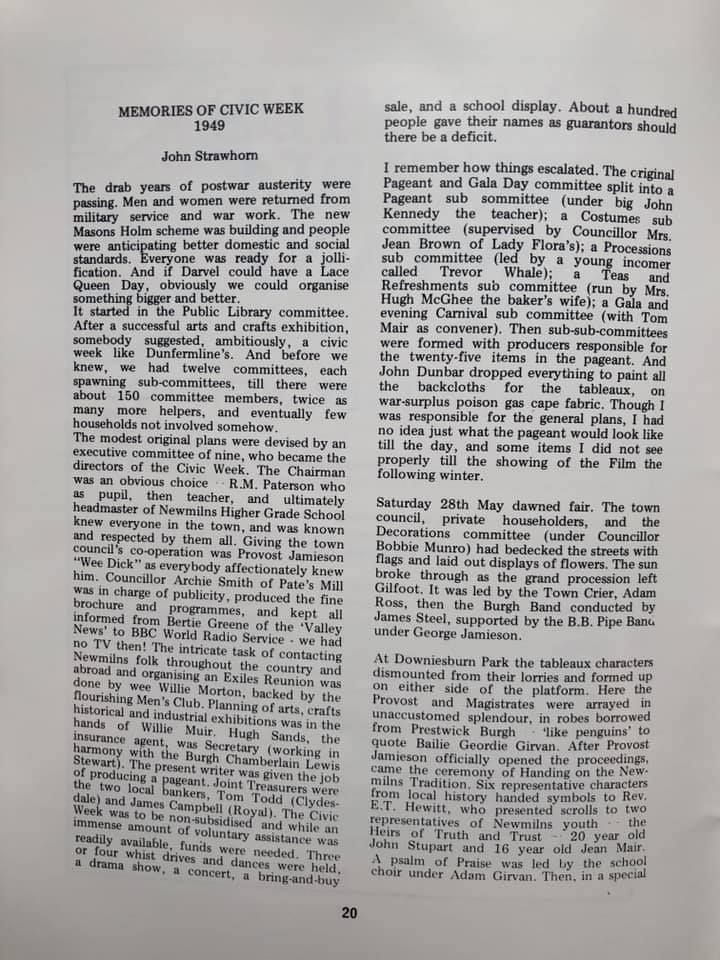 MEMORIES OF CIVIC WEEK
1949
John Strawhorn
The drab years of postwar austerity were
passing. Men and women were returned from
military service and war work. The new
Masons Holm scheme was building and people
were anticipating better domestic and social
standards. Everyone was ready for a jolli-
fication. And if Darvel could have a Lace
Queen Day, obviously we could organise
something bigger and better.
It started in the Public Library committee.
After a successful arts and crafts exhibition,
somebody suggested, ambitiously, a civic
week like Dunfermline's. And before we
knew, we had twelve committees, each
spawning sub-committees, till there were
about 150 committee members, twice as
many more helpers, and eventually few
households not involved somehow.
The modest original plans were devised by an
executive committee of nine, who became the
directors of the Civic Week. The Chairman
was an obvious choice - R.M. Paterson who
as pupil, then teacher, and ultimately
headmaster of Newmilns Higher Grade School
knew everyone in the town, and was known
and respected by them all. Giving the town
council's co-operation was Provost Jamieson
"Wee Dick" as everybody affectionately knew
him. Councillor Archie Smith of Pate's Mill
was in charge of publicity, produced the fine
brochure and programmes, and kept all
informed from Bertie Greene of the 'Valley
News' to BBC World Radio Service - we had
no TV then! The intricate task of contacting
Newmilns folk throughout the country and
abroad and organising an Exiles Reunion was
done by wee Willie Morton, backed by the
flourishing Men's Club. Planning of arts, crafts
historical and industrial exhibitions was in the
hands of Willie Muir. Hugh Sands, the
insurance agent, was Secretary (working in
harmony with the Burgh Chamberlain Lewis
Stewart). The present writer was given the job
of producing a pageant. Joint Treasurers were
the two local bankers, Tom Todd (Clydes-
dale) and James Campbell (Royal). The Civic
Week was to be non-subsidised and while an
immense amount of voluntary assistance was
readily available, funds were needed. Three
or four whist drives and dances were held,
a drama show, a concert, a bring-and-buy
sale, and a school display. About a hundred
people gave their names as guarantors should
there be a deficit.
I remember how things escalated. The original
Pageant and Gala Day committee split into a
Pageant sub sommittee (under big John
Kennedy the teacher); a Costumes sub
committee (supervised by Councillor Mrs.
Jean Brown of Lady Flora's); a Processions
sub committee (led by a young incomer
called Trevor Whale); a Teas and
Refreshments sub committee (run by Mrs.
Hugh McGhee the baker's wife); a Gala and
evening Carnival sub committee (with Tom
Mair as convener). Then sub-sub-committees
were formed with producers responsible for
the twenty-five items in the pageant. And
John Dunbar dropped everything to paint all
the backcloths for the tableaux, on
war-surplus poison gas cape fabric. Though I
was responsible for the general plans, I had
no idea just what the pageant would look like
till the day, and some items I did not see
properly till the showing of the Film the
following winter.
Saturday 28th May dawned fair. The town
council, private householders, and the
Decorations committee (under Councillor
Bobbie Munro) had bedecked the streets with
flags and laid out displays of flowers. The sun
broke through as the grand procession left
Gilfoot. It was led by the Town Crier, Adam
Ross, then the Burgh Band conducted by
James Steel, supported by the B.B. Pipe Band
under George Jamieson.
At Downiesburn Park the tableaux characters
dismounted from their lorries and formed up
on either side of the platform. Here the
Provost and Magistrates were arrayed in
unaccustomed splendour, in robes borrowed
from Prestwick Burgh - 'like penguins' to
quote Bailie Geordie Girvan. After Provost
Jamieson officially opened the proceedings,
came the ceremony of Handing on the New-
milns Tradition. Six representative characters
from local history handed symbols to Rev.
E.T. Hewitt, who presented scrolls to two
representatives of Newmilns youth - the
Heirs of Truth and Trust - 20 year old
John Stupart and 16 year old Jean Mair.
A psalm of Praise was led by the school
choir under Adam Girvan. Then, in a special
20